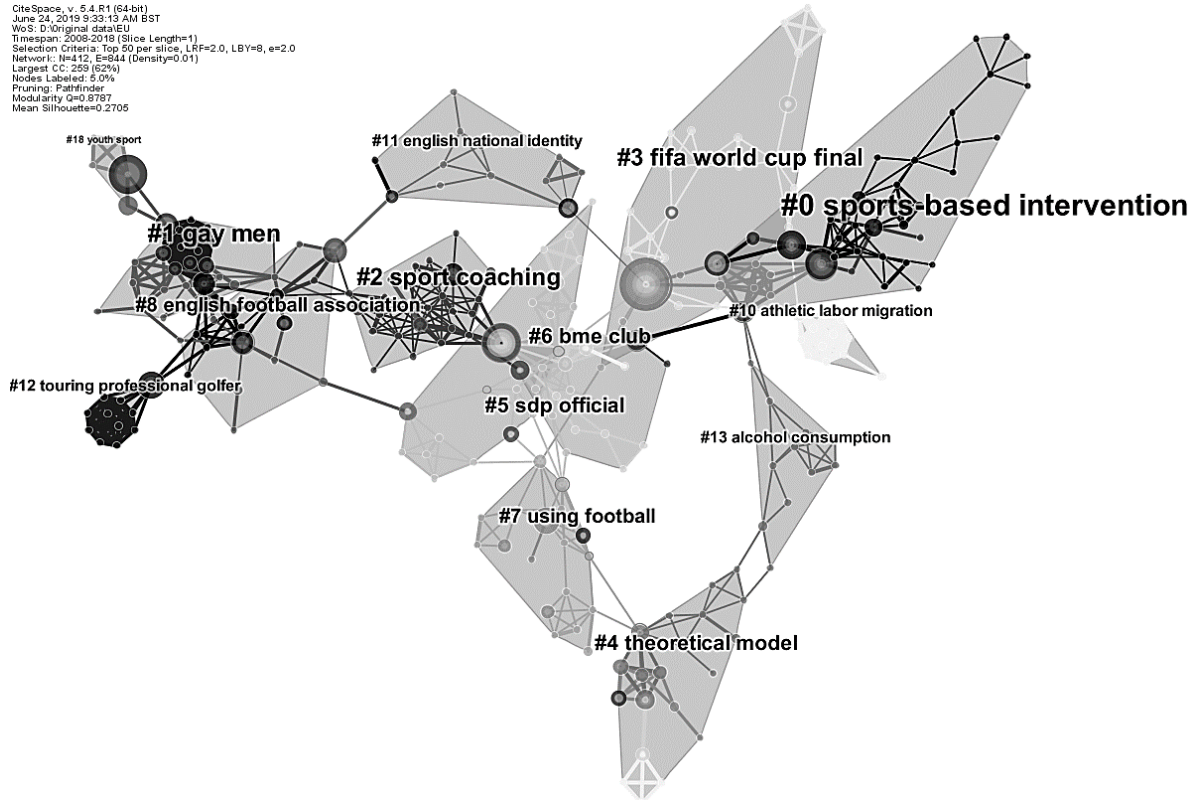 CiteSpace, v. 5.4.R1 (64-bit)
June 24, 2019 9:33:13 AM BST
WoS: D:\Original data\EU
Timespan: 2008-2018 (Slice Length=1)
Selection Criteria: Top 50 per slice, LRF=2.0, LBY=8, e=2.0
Network: N=412, E=844 (Density=0.01)
Largest CC: 259 (62%)
Nodes Labeled: 5.0%
Pruning: Pathfinder
Modularity Q=0.8787
Mean Silhouette=0.2705
#18 youth sport
#11 english national identity
#3 fifa world cup final
#0 sports-based intervention
#1 gay men
#2 sport coaching
#8 english football association
#10 athletic labor migration
#6 bme club
#12 touring professional golfer
#5 sdp official
#13 alcohol consumption
#7 using football
#4 theoretical model